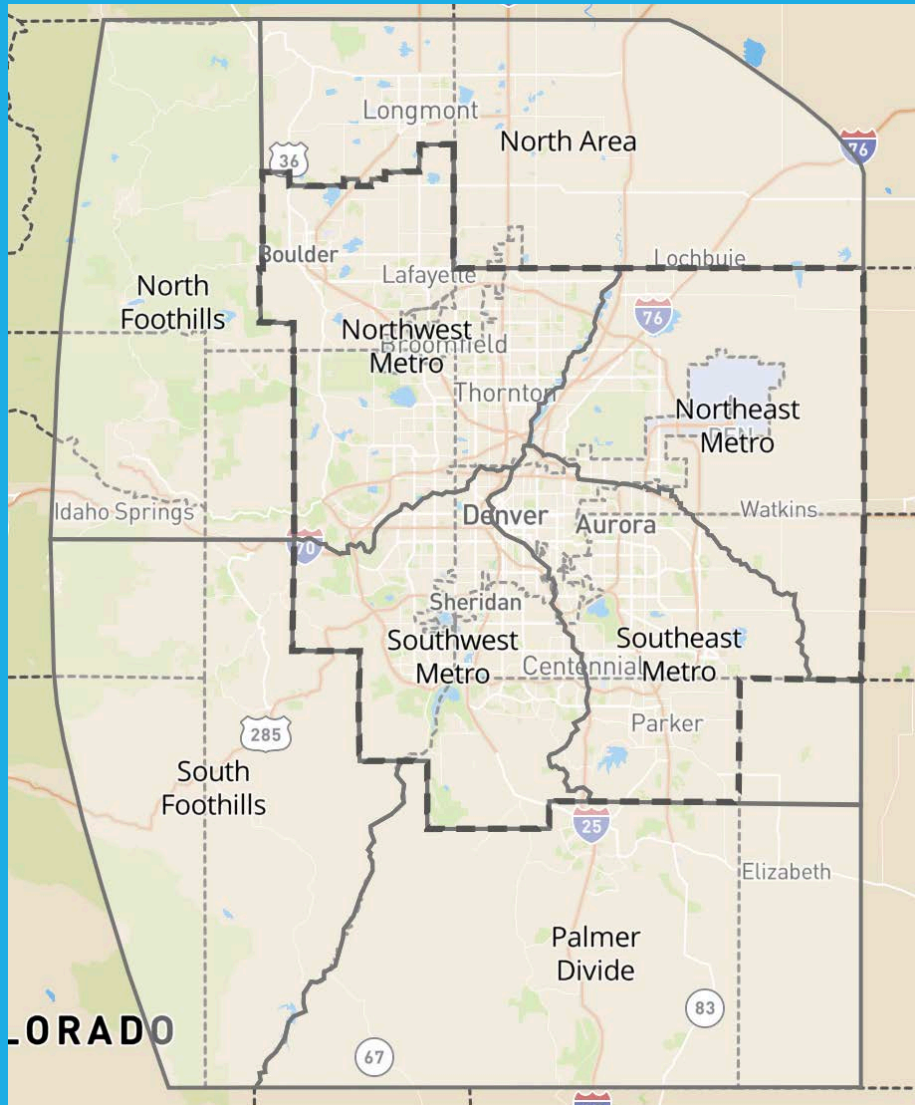 Longmont
North Area
76
36
Boulder
Lafayette
Lochbuie
North
Foothills
76
Northwest
Metro
Broomfield
Thornton
Northeast
Metro
DEN
Idaho Springs
Denver
Aurora
Watkins
70
Sheridan
Southwest
Metro
Southeast
Metro
Centennial
285
Parker
South
Foothills
25
Elizabeth
Palmer
Divide
LORADO
83
67